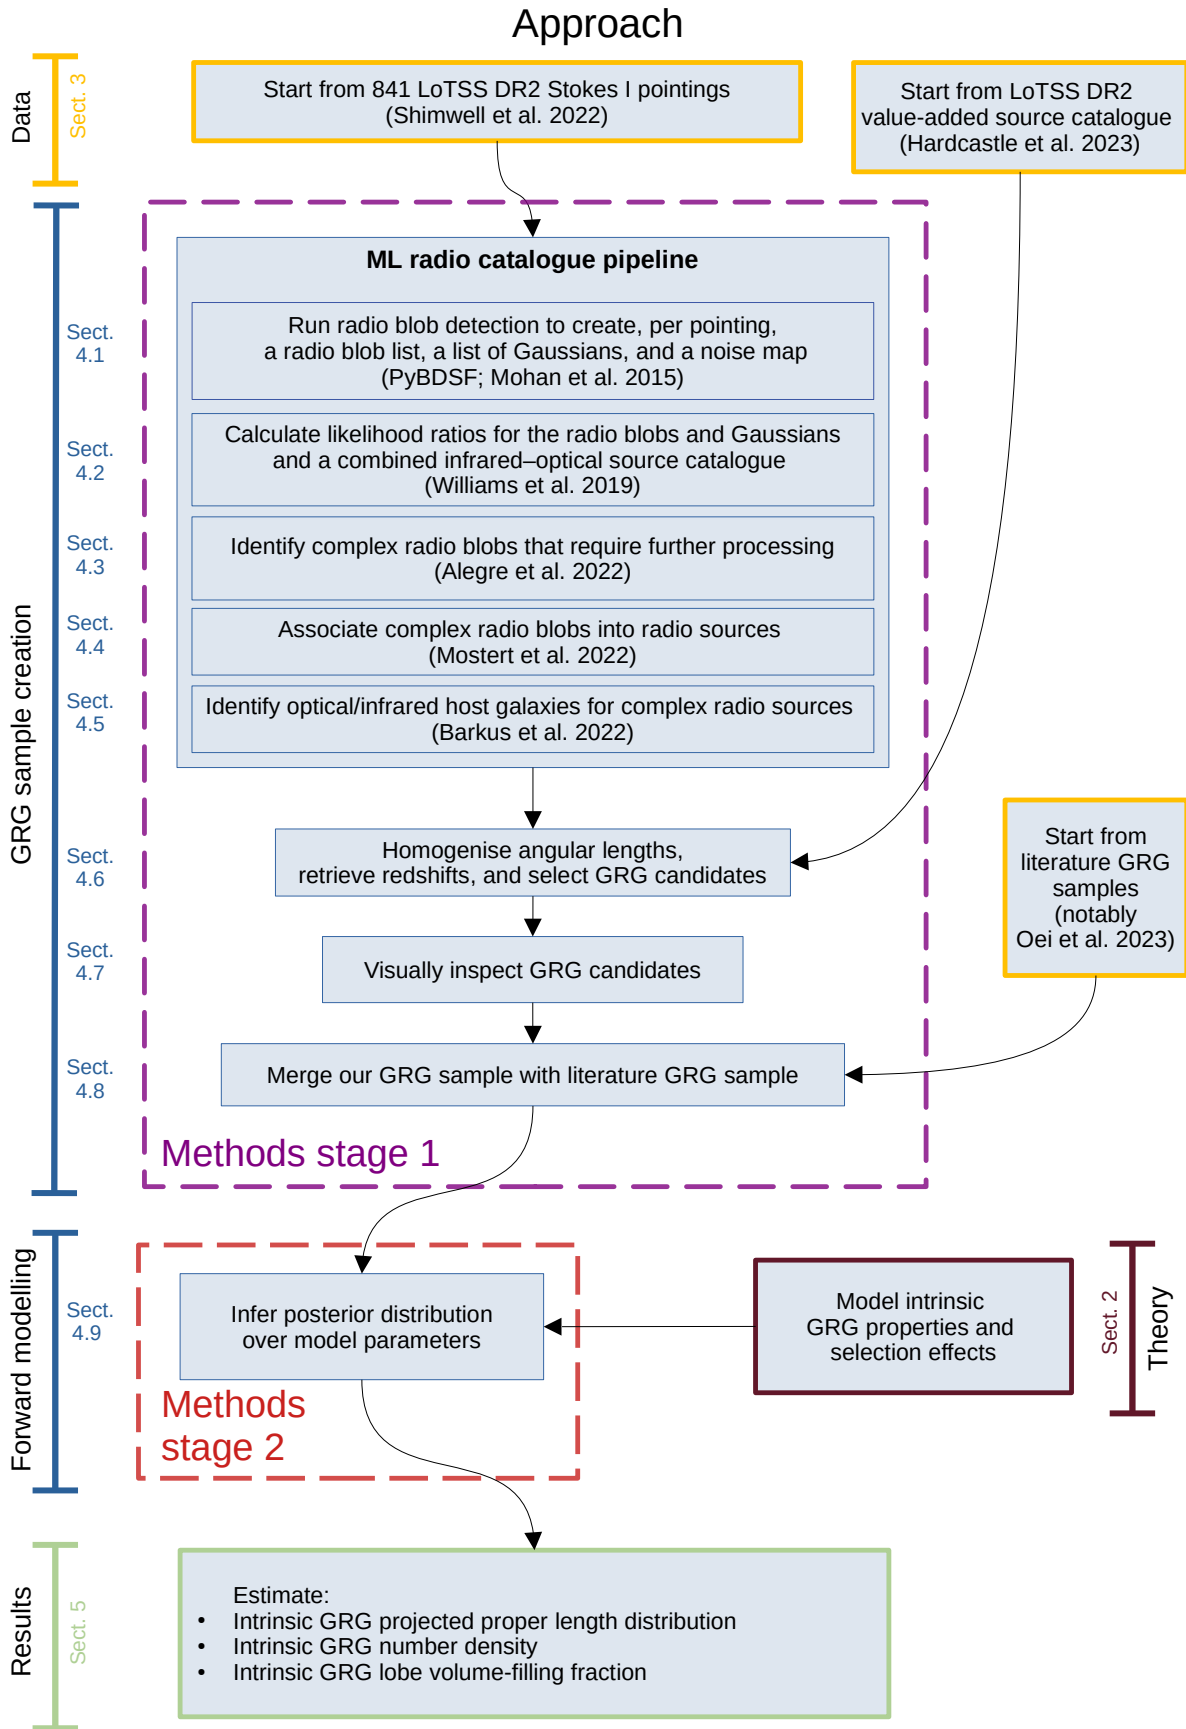 Approach
Data
Sect. 3
Start from 841 LoTSS DR2 Stokes I pointings
(Shimwell et al. 2022)
Start from LoTSS DR2
value-added source catalogue
(Hardcastle et al. 2023)
GRG sample creation
ML radio catalogue pipeline
Sect.
4.1
Run radio blob detection to create, per pointing,
a radio blob list, a list of Gaussians, and a noise map
(PyBDSF; Mohan et al. 2015)
Sect.
4.2
Calculate likelihood ratios for the radio blobs and Gaussians
and a combined infrared–optical source catalogue
(Williams et al. 2019)
Sect.
4.3
Identify complex radio blobs that require further processing
(Alegre et al. 2022)
Sect.
4.4
Associate complex radio blobs into radio sources
(Mostert et al. 2022)
Sect.
4.5
Identify optical/infrared host galaxies for complex radio sources
(Barkus et al. 2022)
Sect.
4.6
Homogenise angular lengths,
retrieve redshifts, and select GRG candidates
Start from
literature GRG
samples
(notably
Oei et al. 2023)
Sect.
4.7
Visually inspect GRG candidates
Sect.
4.8
Merge our GRG sample with literature GRG sample
Methods stage 1
Forward modelling
Sect.
4.9
Infer posterior distribution
over model parameters
Methods
stage 2
Model intrinsic
GRG properties and
selection effects
Sect. 2
Theory
Results
Sect. 5
Estimate:
• Intrinsic GRG projected proper length distribution
• Intrinsic GRG number density
• Intrinsic GRG lobe volume-filling fraction